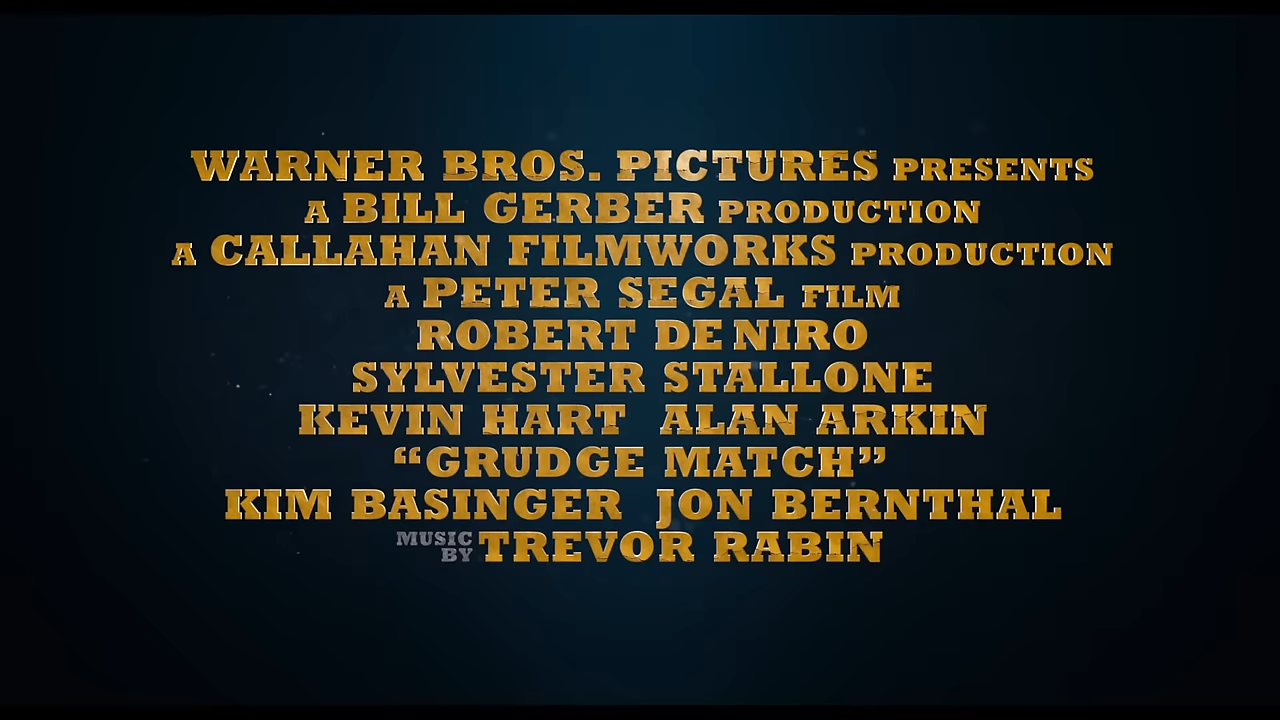 WARNER BROS. PICTURES PRESENTS
A BILL GERBER PRODUCTION
A CALLAHAN FILMWORKS PRODUCTION
A PETER SEGAL FILM
ROBERT DE NIRO
SYLVESTER STALLONE
KEVIN HART ALAN ARKIN
“GRUDGE MATCH”
KIM BASINGER JON BERNTHAL
MUSIC BY TREVOR RABIN